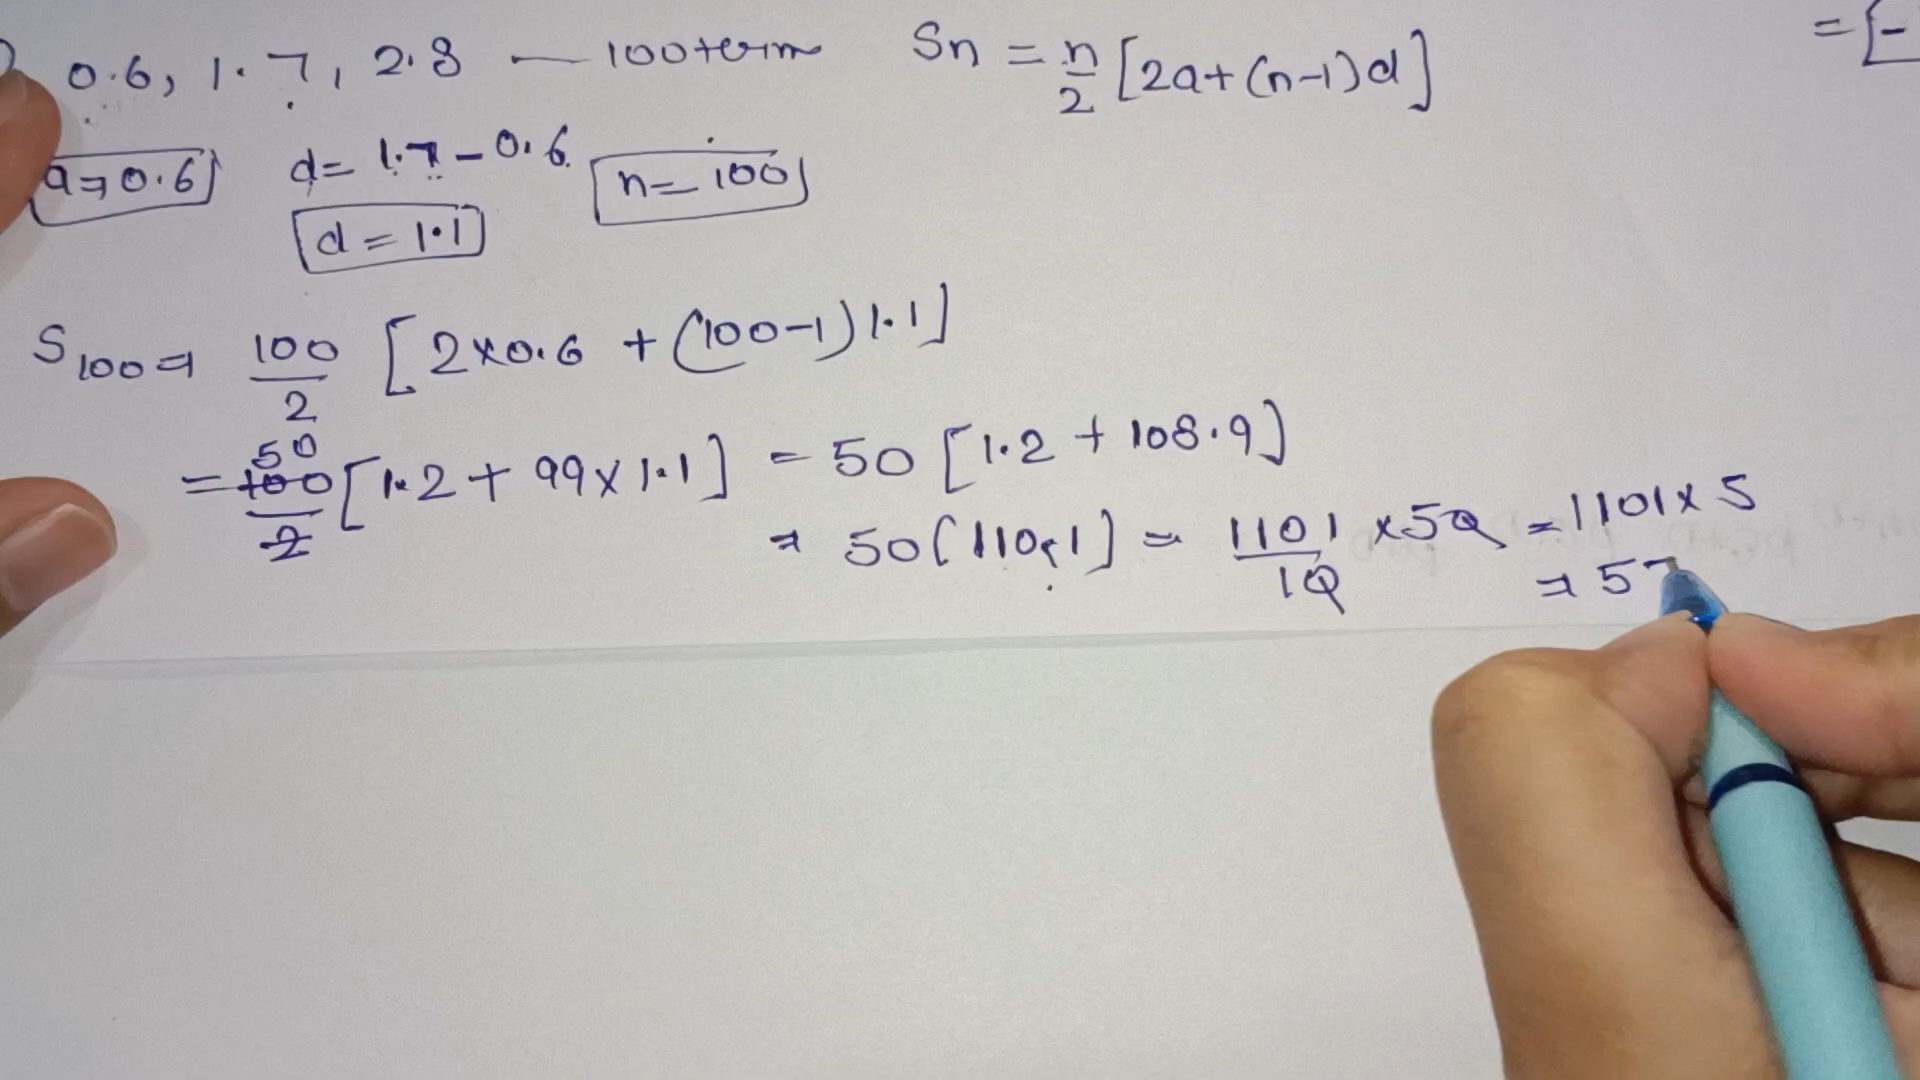 0.6, 1.7, 2.8 — 100 term Sn = n/2 [2a+(n-1)d]
= [-
a=0.6 d= 1.7-0.6 n= 100
d=1.1
S100= 100/2 [2×0.6 + (100-1)1.1]
= 50 100/2 [1.2+ 99×1.1] = 50 [1.2 + 108.9]
= 50[110.1] = 1101/10 ×50 = 1101×5
= 5